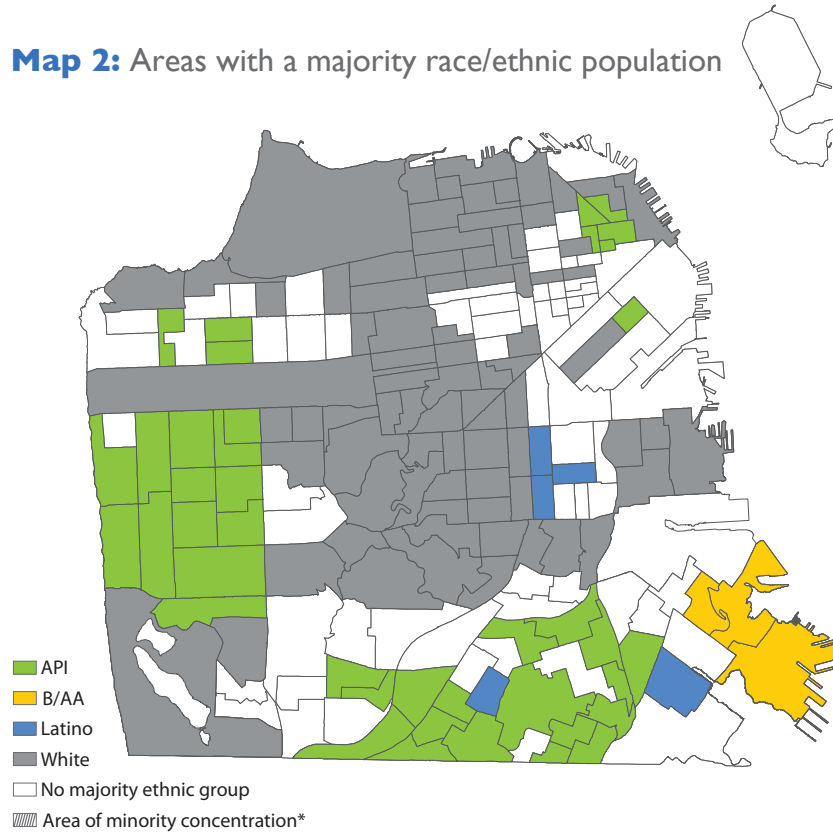 Map 2: Areas with a majority race/ethnic population
API
B/AA
Latino
White
No majority ethnic group
Area of minority concentration*